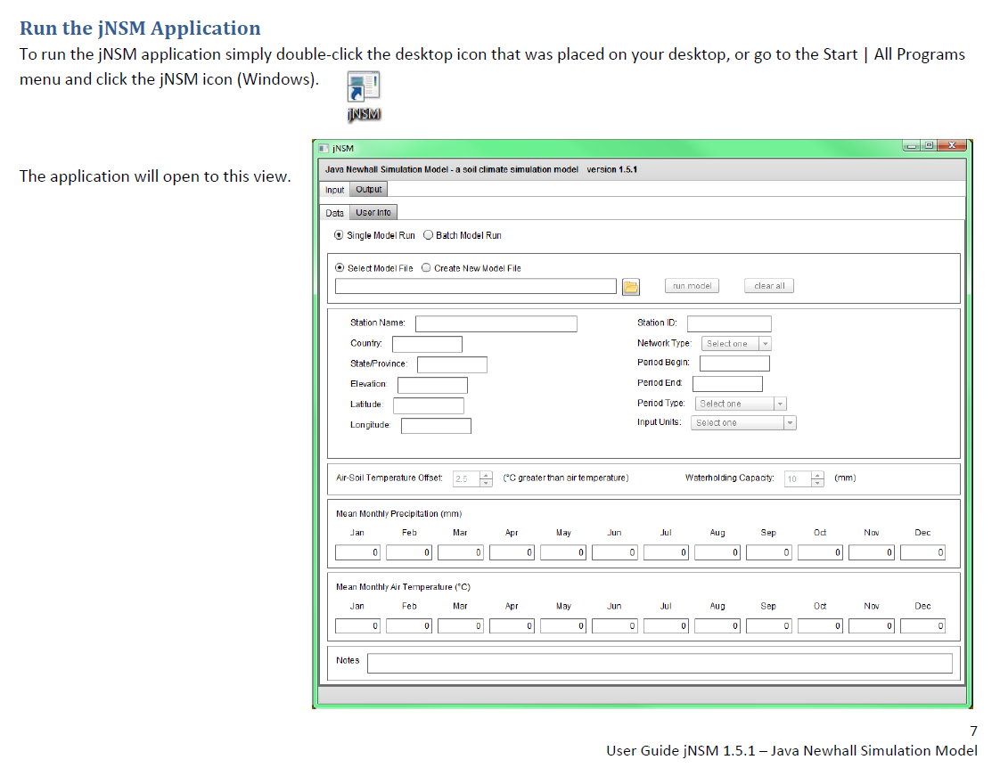 Run the jNSM Application
To run the jNSM application simply double-click the desktop icon that was placed on your desktop, or go to the Start | All Programs
menu and click the jNSM icon (Windows).
jNSM
The application will open to this view.
jNSM
Java Newhall Simulation Model - a soil climate simulation model version 1.5.1
Input Output
Data User Info
Single Model Run Batch Model Run
Select Model File Create New Model File
run model clear all
Station Name: Station ID:
Country: Network Type: Select one
State/Province: Period Begin:
Elevation: Period End:
Latitude: Period Type: Select one
Longitude: Input Units: Select one
Air-Soil Temperature Offset: 2.5 (°C greater than air temperature) Waterholding Capacity: 10 (mm)
Mean Monthly Precipitation (mm)
Jan Feb Mar Apr May Jun Jul Aug Sep Oct Nov Dec
0 0 0 0 0 0 0 0 0 0 0 0
Mean Monthly Air Temperature (°C)
Jan Feb Mar Apr May Jun Jul Aug Sep Oct Nov Dec
0 0 0 0 0 0 0 0 0 0 0 0
Notes
7
User Guide jNSM 1.5.1 – Java Newhall Simulation Model